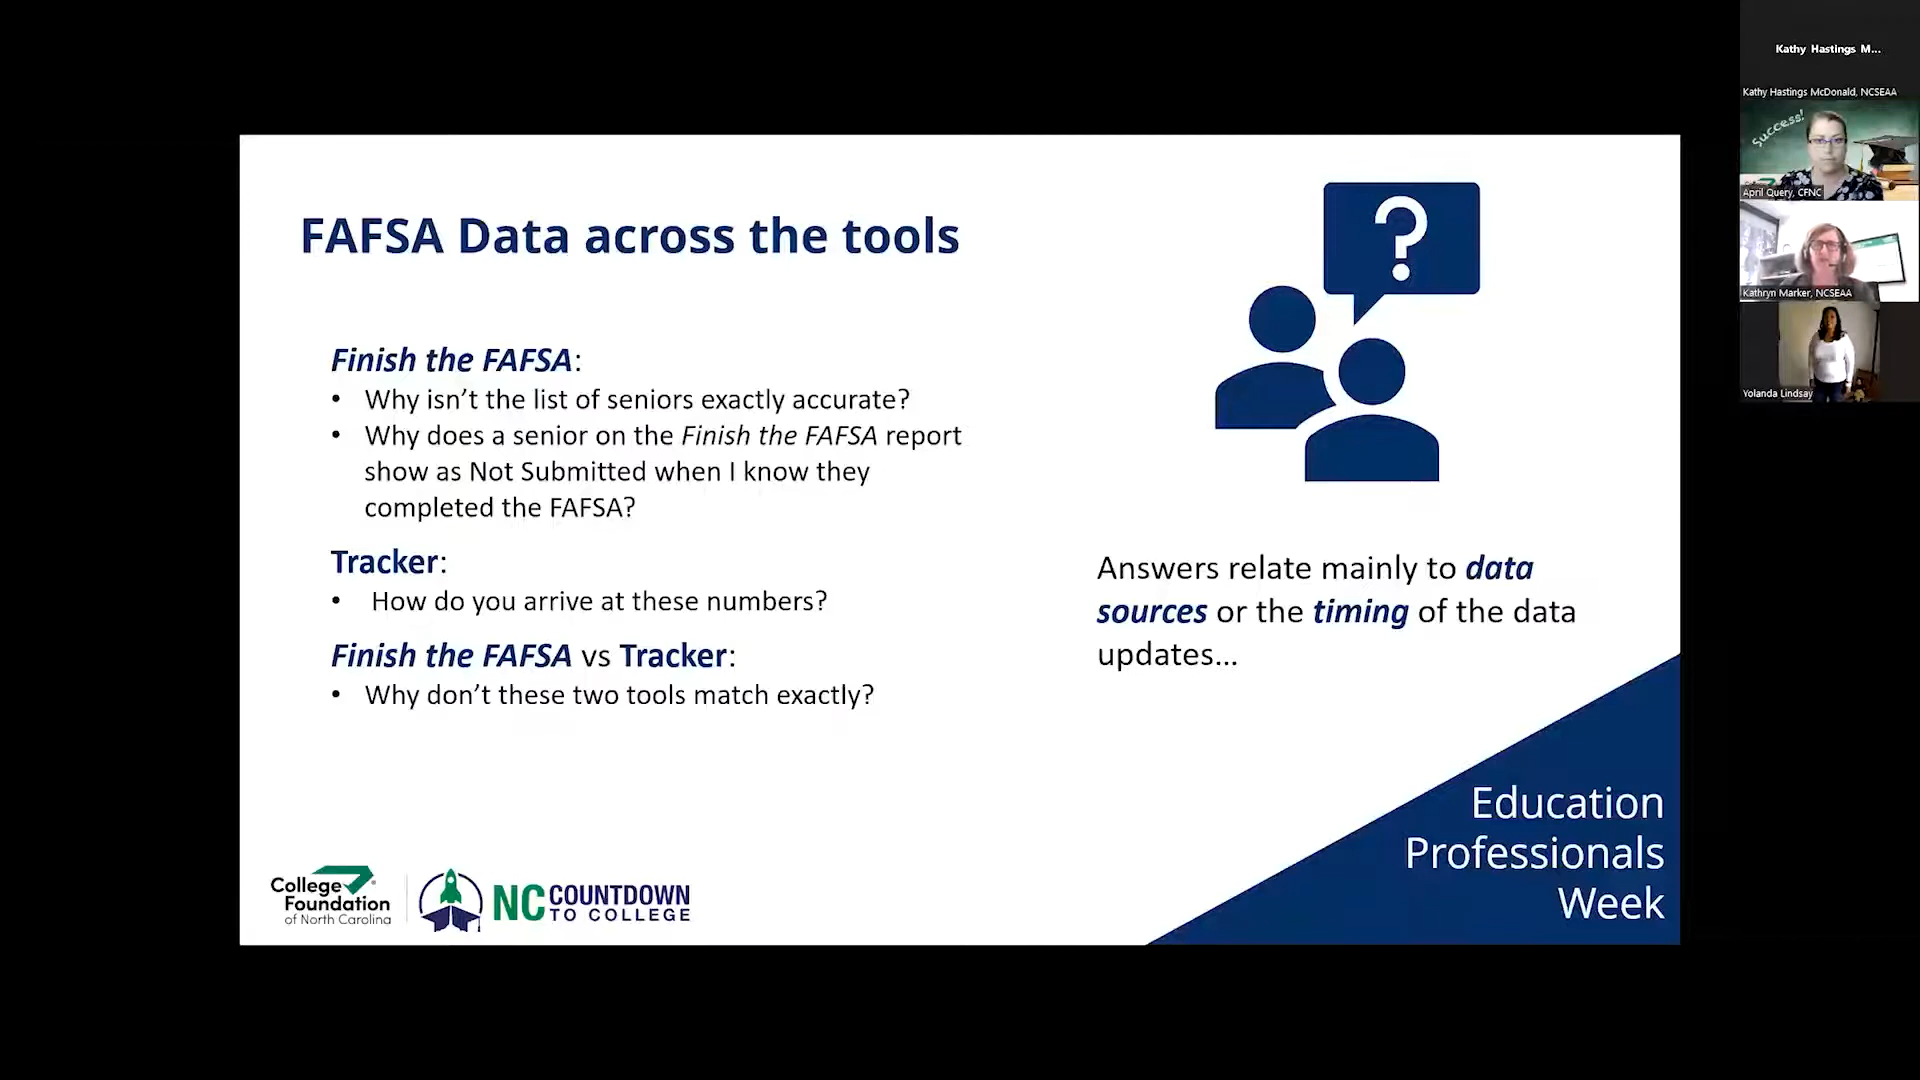 FAFSA Data across the tools
Finish the FAFSA:
• Why isn’t the list of seniors exactly accurate?
• Why does a senior on the Finish the FAFSA report
show as Not Submitted when I know they
completed the FAFSA?
Tracker:
• How do you arrive at these numbers?
Finish the FAFSA vs Tracker:
• Why don’t these two tools match exactly?
?
Answers relate mainly to data
sources or the timing of the data
updates...
Education
Professionals
Week
College
Foundation
of North Carolina
NC COUNTDOWN
TO COLLEGE
Kathy Hastings M...
Kathy Hastings McDonald, NCSEAA
Success!
April Query, CFNC
Kathryn Marker, NCSEAA
Yolanda Lindsay